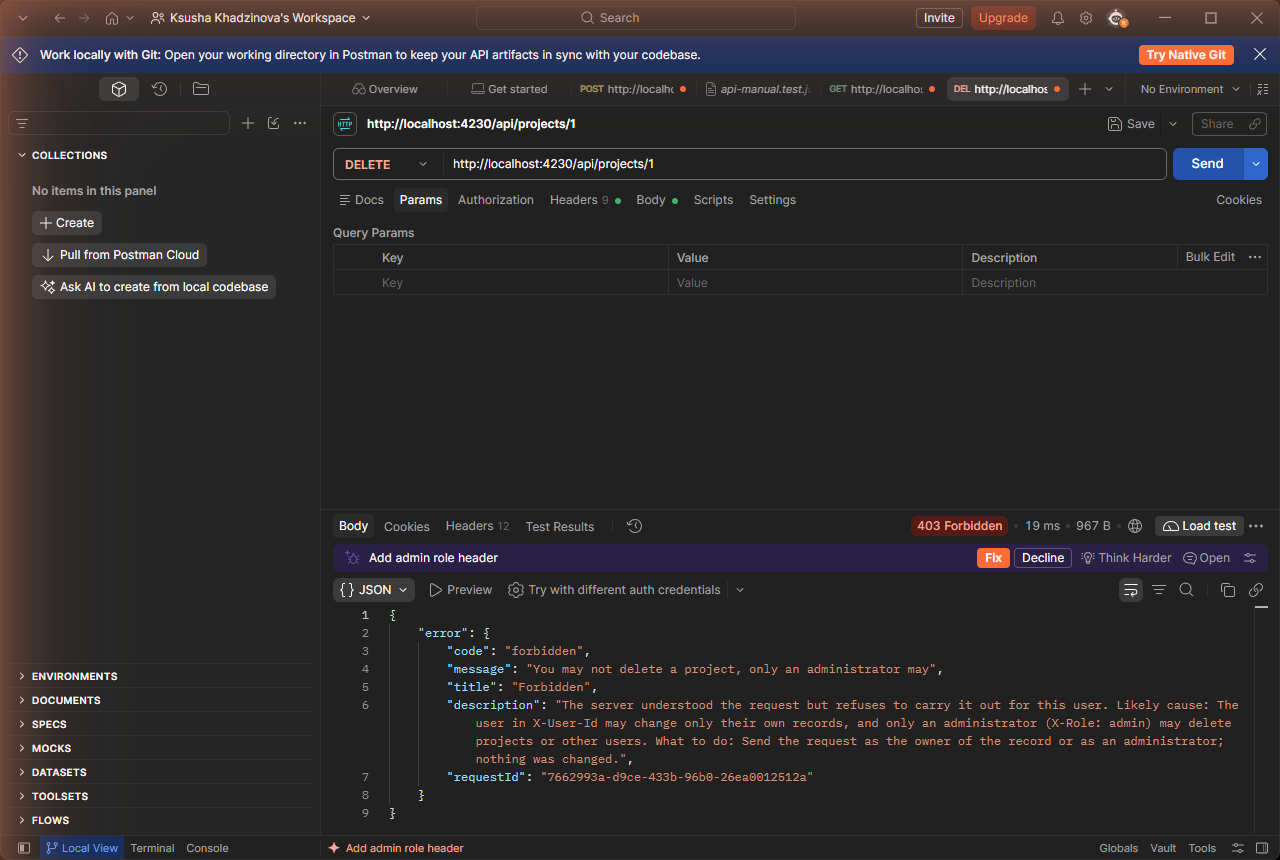 Ksusha Khadzinova's Workspace
Search
Invite
Upgrade
Work locally with Git: Open your working directory in Postman to keep your API artifacts in sync with your codebase.
Try Native Git
Overview
Get started
POST http://localh
api-manual.test.j
GET http://localhos
DEL http://localhos
No Environment
http://localhost:4230/api/projects/1
Save
Share
COLLECTIONS
No items in this panel
Create
Pull from Postman Cloud
Ask AI to create from local codebase
DELETE
http://localhost:4230/api/projects/1
Send
Docs
Params
Authorization
Headers 9
Body
Scripts
Settings
Cookies
Query Params
Key
Value
Description
Bulk Edit
Key
Value
Description
Body
Cookies
Headers 12
Test Results
403 Forbidden
19 ms
967 B
Load test
Add admin role header
Fix
Decline
Think Harder
Open
{} JSON
Preview
Try with different auth credentials
1 {
2 "error": {
3 "code": "forbidden",
4 "message": "You may not delete a project, only an administrator may",
5 "title": "Forbidden",
6 "description": "The server understood the request but refuses to carry it out for this user. Likely cause: The
user in X-User-Id may change only their own records, and only an administrator (X-Role: admin) may delete
projects or other users. What to do: Send the request as the owner of the record or as an administrator;
nothing was changed.",
7 "requestId": "7662993a-d9ce-433b-96b0-26ea0012512a"
8 }
9 }
ENVIRONMENTS
DOCUMENTS
SPECS
MOCKS
DATASETS
TOOLSETS
FLOWS
Local View
Terminal
Console
Add admin role header
Globals
Vault
Tools